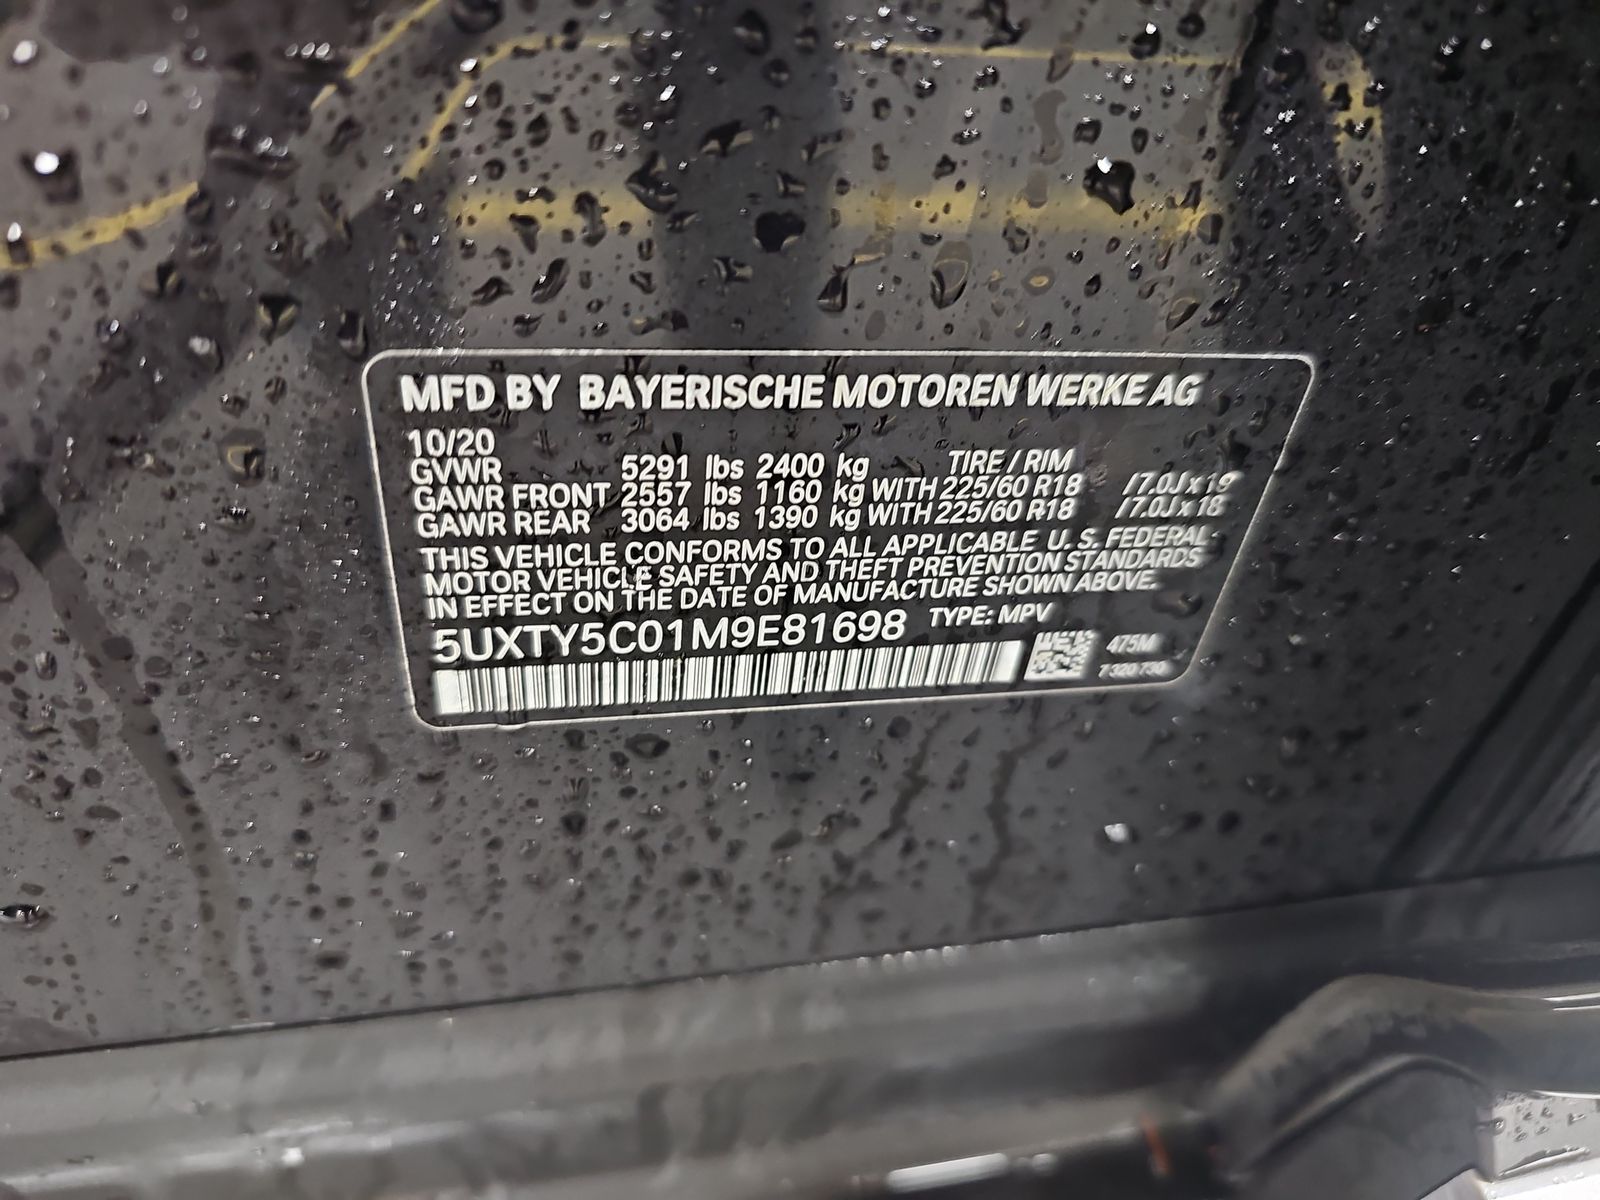 MFD BY BAYERISCHE MOTOREN WERKE AG
10/20
GVWR 5291 lbs 2400 kg TIRE / RIM
GAWR FRONT 2557 lbs 1160 kg WITH 225/60 R18 /7.0J x
GAWR REAR 3064 lbs 1390 kg WITH 225/60 R18 /7.0J x 18
THIS VEHICLE CONFORMS TO ALL APPLICABLE U. S. FEDERAL
MOTOR VEHICLE SAFETY AND THEFT PREVENTION STANDARDS
IN EFFECT ON THE DATE OF MANUFACTURE SHOWN ABOVE.
5UXTY5C01M9E81698 TYPE: MPV
475M
7320730